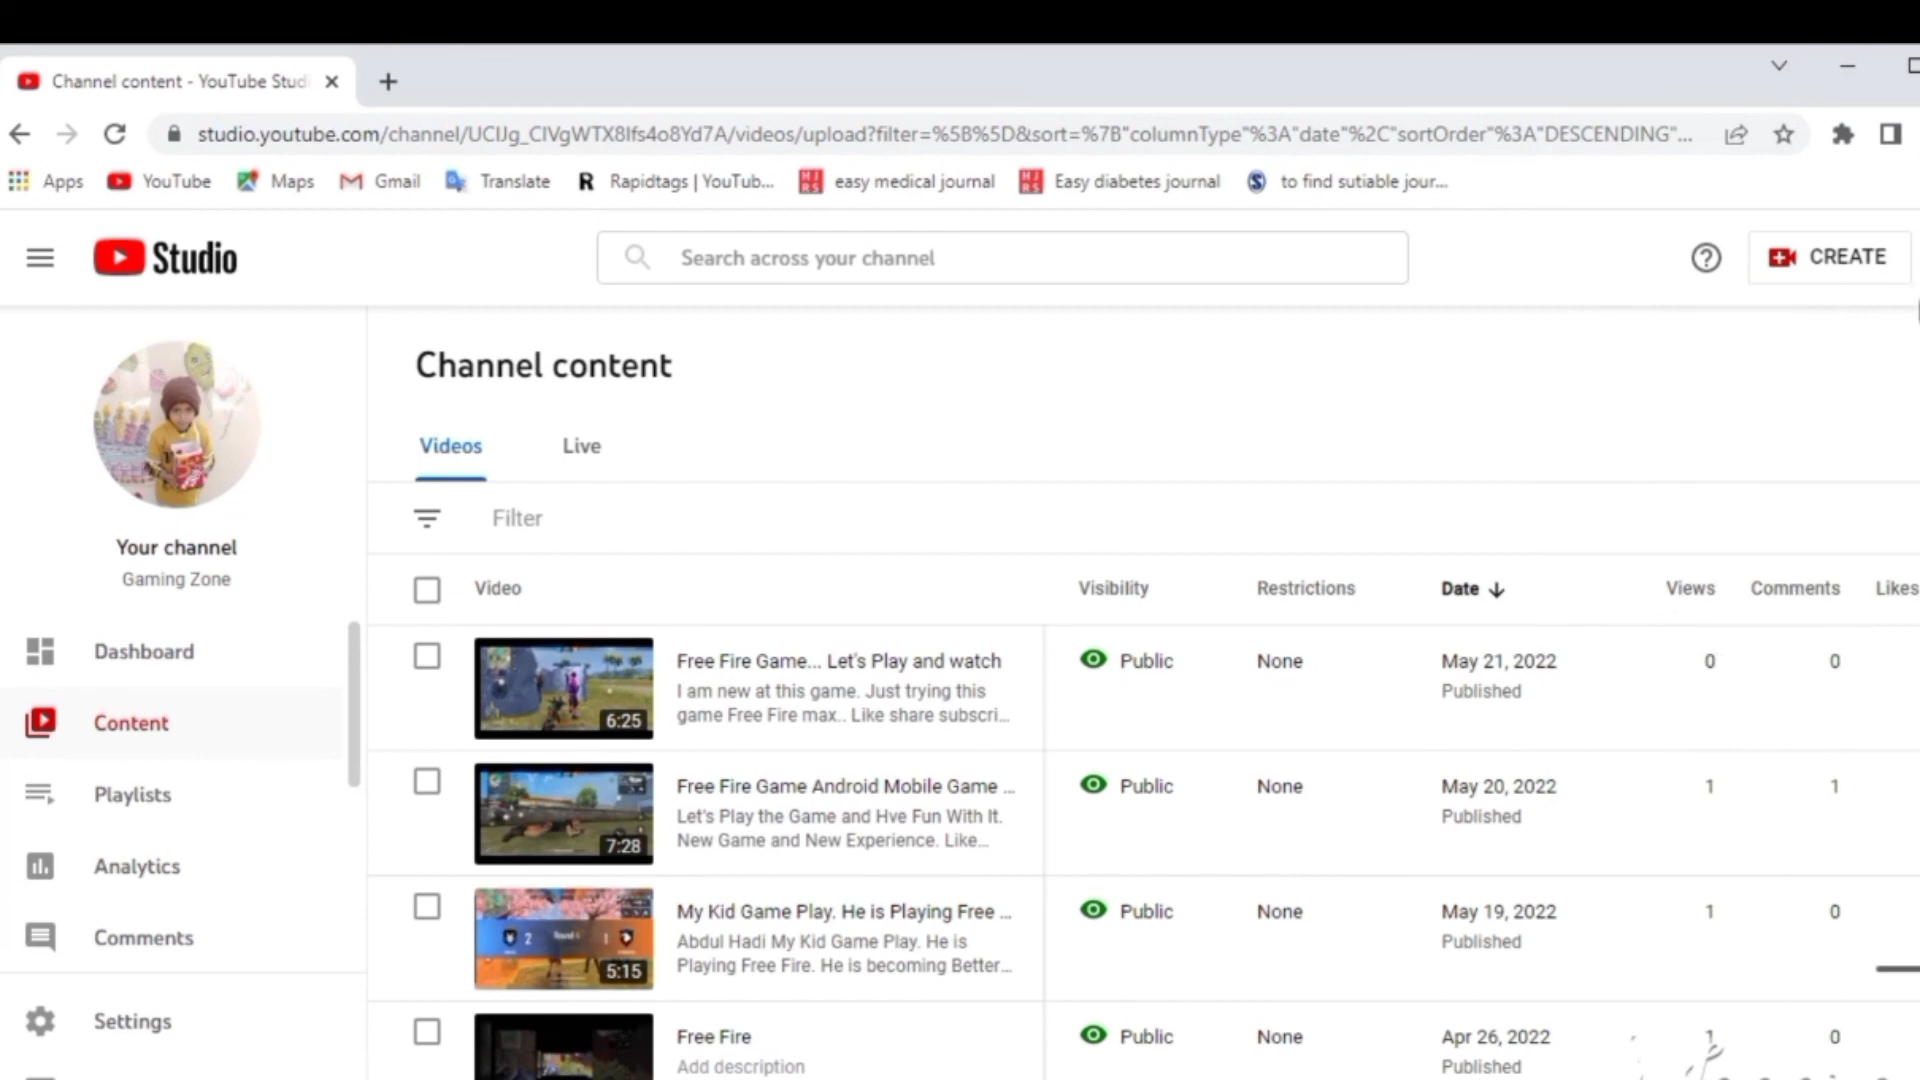 Channel content - YouTube Stud
studio.youtube.com/channel/UCIJg_CIVgWTX8Ifs4o8Yd7A/videos/upload?filter=%5B%5D&sort=%7B"columnType"%3A"date"%2C"sortOrder"%3A"DESCENDING"...
Apps YouTube Maps Gmail Translate R Rapidtags | YouTub... easy medical journal Easy diabetes journal to find sutiable jour...
Studio Search across your channel CREATE
Channel content
Videos Live
Filter
Your channel
Gaming Zone
Dashboard
Content
Playlists
Analytics
Comments
Settings
Video Visibility Restrictions Date Views Comments Likes
Free Fire Game... Let's Play and watch Public None May 21, 2022 0 0
I am new at this game. Just trying this Published
game Free Fire max.. Like share subscri...
6:25
Free Fire Game Android Mobile Game ... Public None May 20, 2022 1 1
Let's Play the Game and Hve Fun With It. Published
New Game and New Experience. Like...
7:28
My Kid Game Play. He is Playing Free ... Public None May 19, 2022 1 0
Abdul Hadi My Kid Game Play. He is Published
Playing Free Fire. He is becoming Better...
2 Round 4 1
5:15
Free Fire Public None Apr 26, 2022 1 0
Add description Published